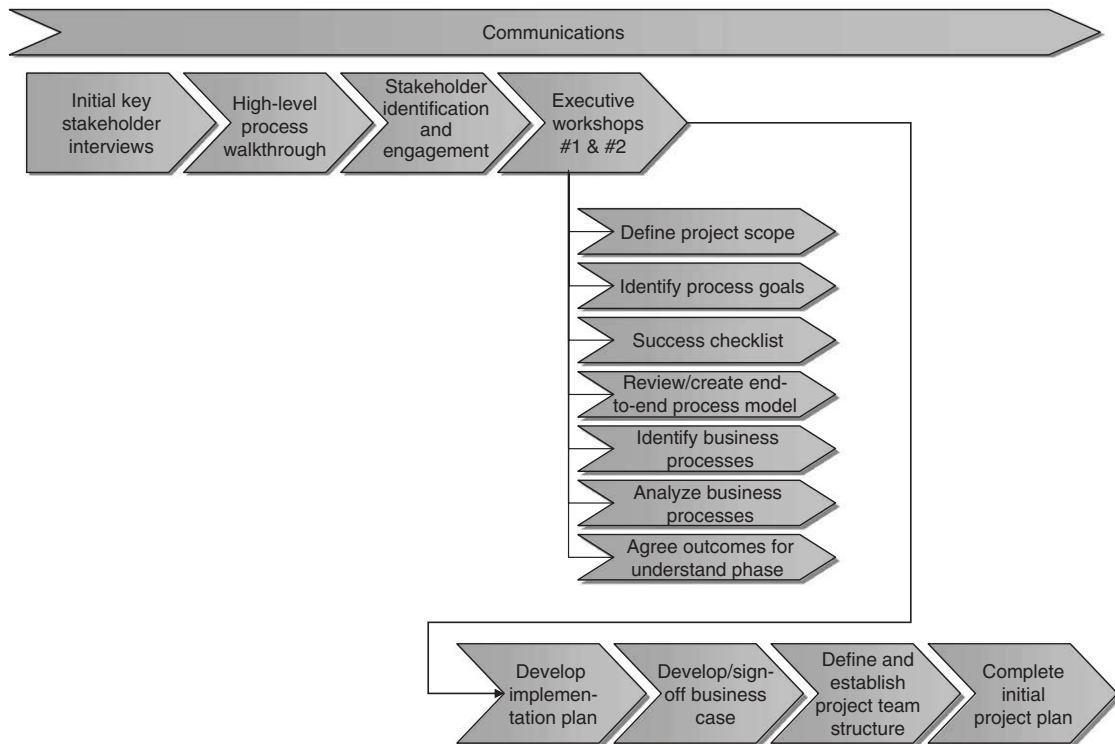 Communications
Initial key
stakeholder
interviews
High-level
process
walkthrough
Stakeholder
identification
and
engagement
Executive
workshops
#1 & #2
Define project scope
Identify process goals
Success checklist
Review/create end-
to-end process model
Identify business
processes
Analyze business
processes
Agree outcomes for
understand phase
Develop
implemen-
tation plan
Develop/sign-
off business
case
Define and
establish
project team
structure
Complete
initial
project plan